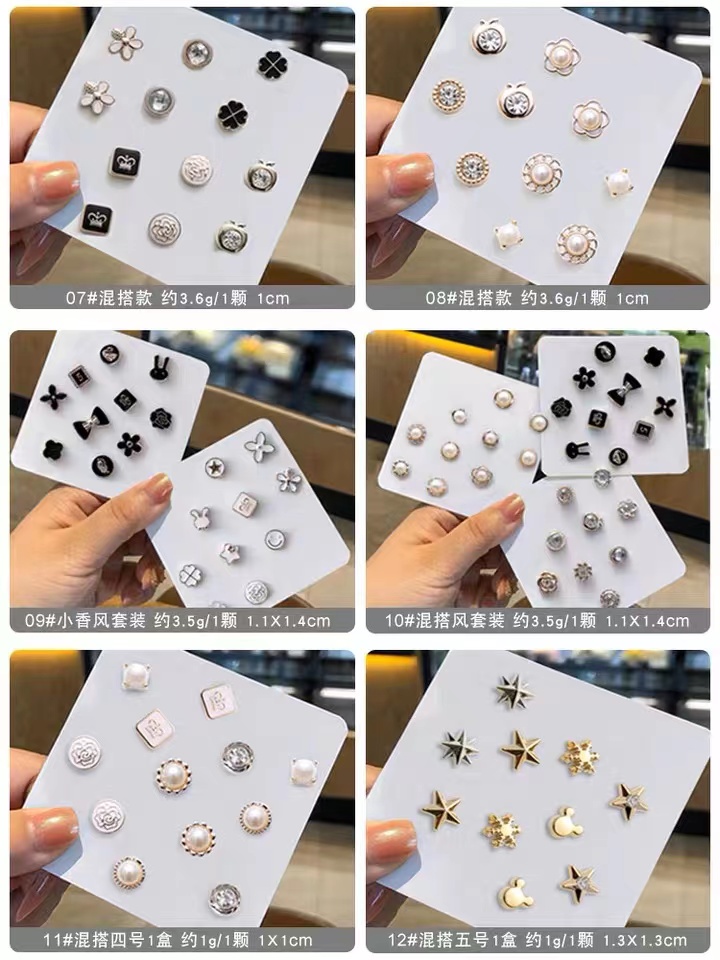 07#混搭款 约3.6g/1颗 1cm
08#混搭款 约3.6g/1颗 1cm
09#小香风套装 约3.5g/1颗 1.1X1.4cm
10#混搭风套装 约3.5g/1颗 1.1X1.4cm
11#混搭四号1盒 约1g/1颗 1X1cm
12#混搭五号1盒 约1g/1颗 1.3X1.3cm